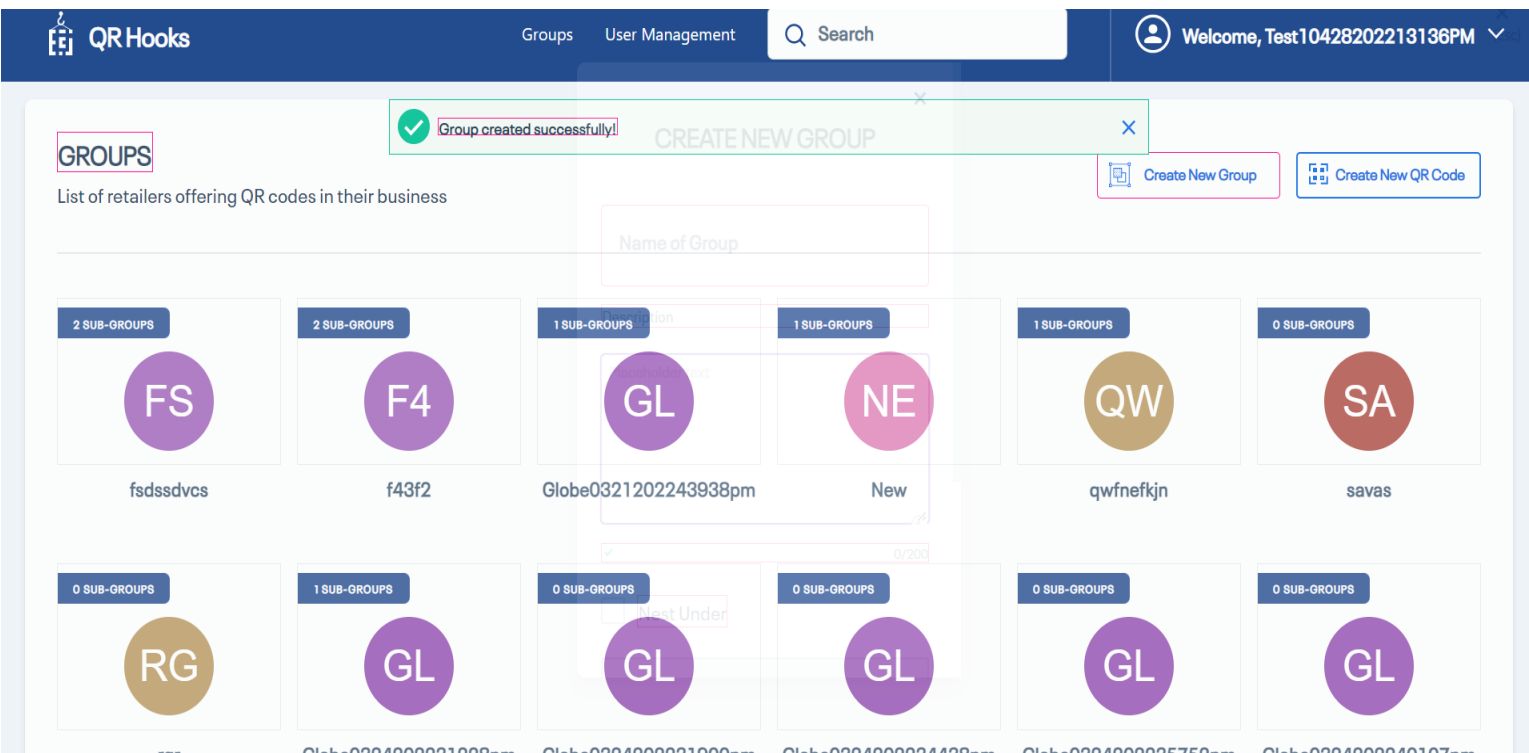 QR Hooks
Groups
User Management
Search
Welcome, Test10428202213136PM
Group created successfully!
CREATE NEW GROUP
GROUPS
List of retailers offering QR codes in their business
Create New Group
Create New QR Code
Name of Group
Description
Placeholder text
2 SUB-GROUPS
2 SUB-GROUPS
1 SUB-GROUPS
1 SUB-GROUPS
1 SUB-GROUPS
0 SUB-GROUPS
FS
F4
GL
NE
QW
SA
fsdssdvcs
f43f2
Globe0321202243938pm
New
qwfnefkjn
savas
0/200
0 SUB-GROUPS
1 SUB-GROUPS
0 SUB-GROUPS
0 SUB-GROUPS
0 SUB-GROUPS
0 SUB-GROUPS
Nest Under
RG
GL
GL
GL
GL
GL